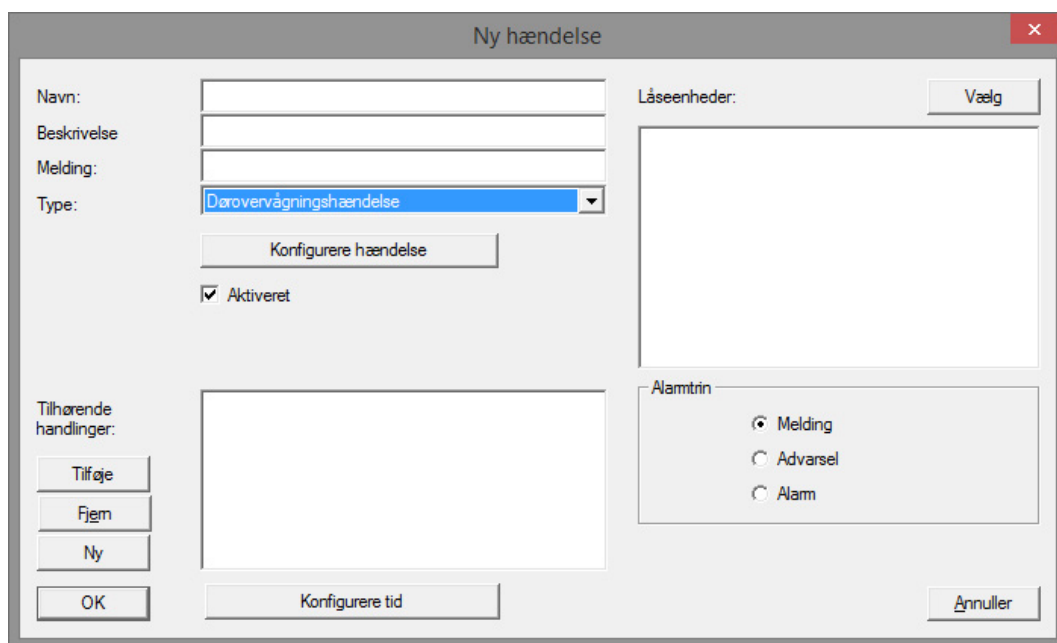 Ny hændelse
Navn:
Beskrivelse
Melding:
Type:
Dørovervågningshændelse
Konfigurere hændelse
Aktiveret
Låseenheder:
Vælg
Alarmtrin
Melding
Advarsel
Alarm
Tilhørende
handlinger:
Tilføje
Fjern
Ny
OK
Konfigurere tid
Annuller